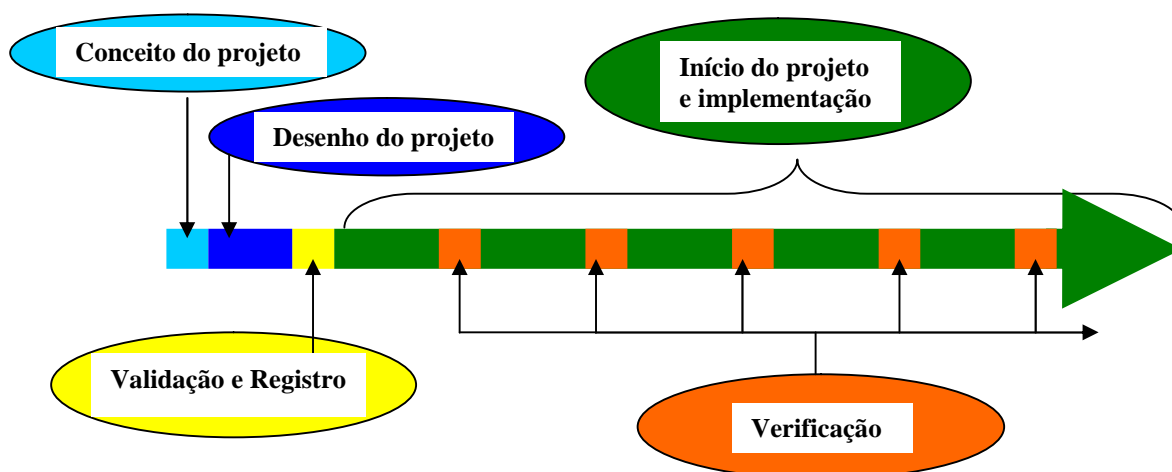 Conceito do projeto
Início do projeto
e implementação
Desenho do projeto
Validação e Registro
Verificação